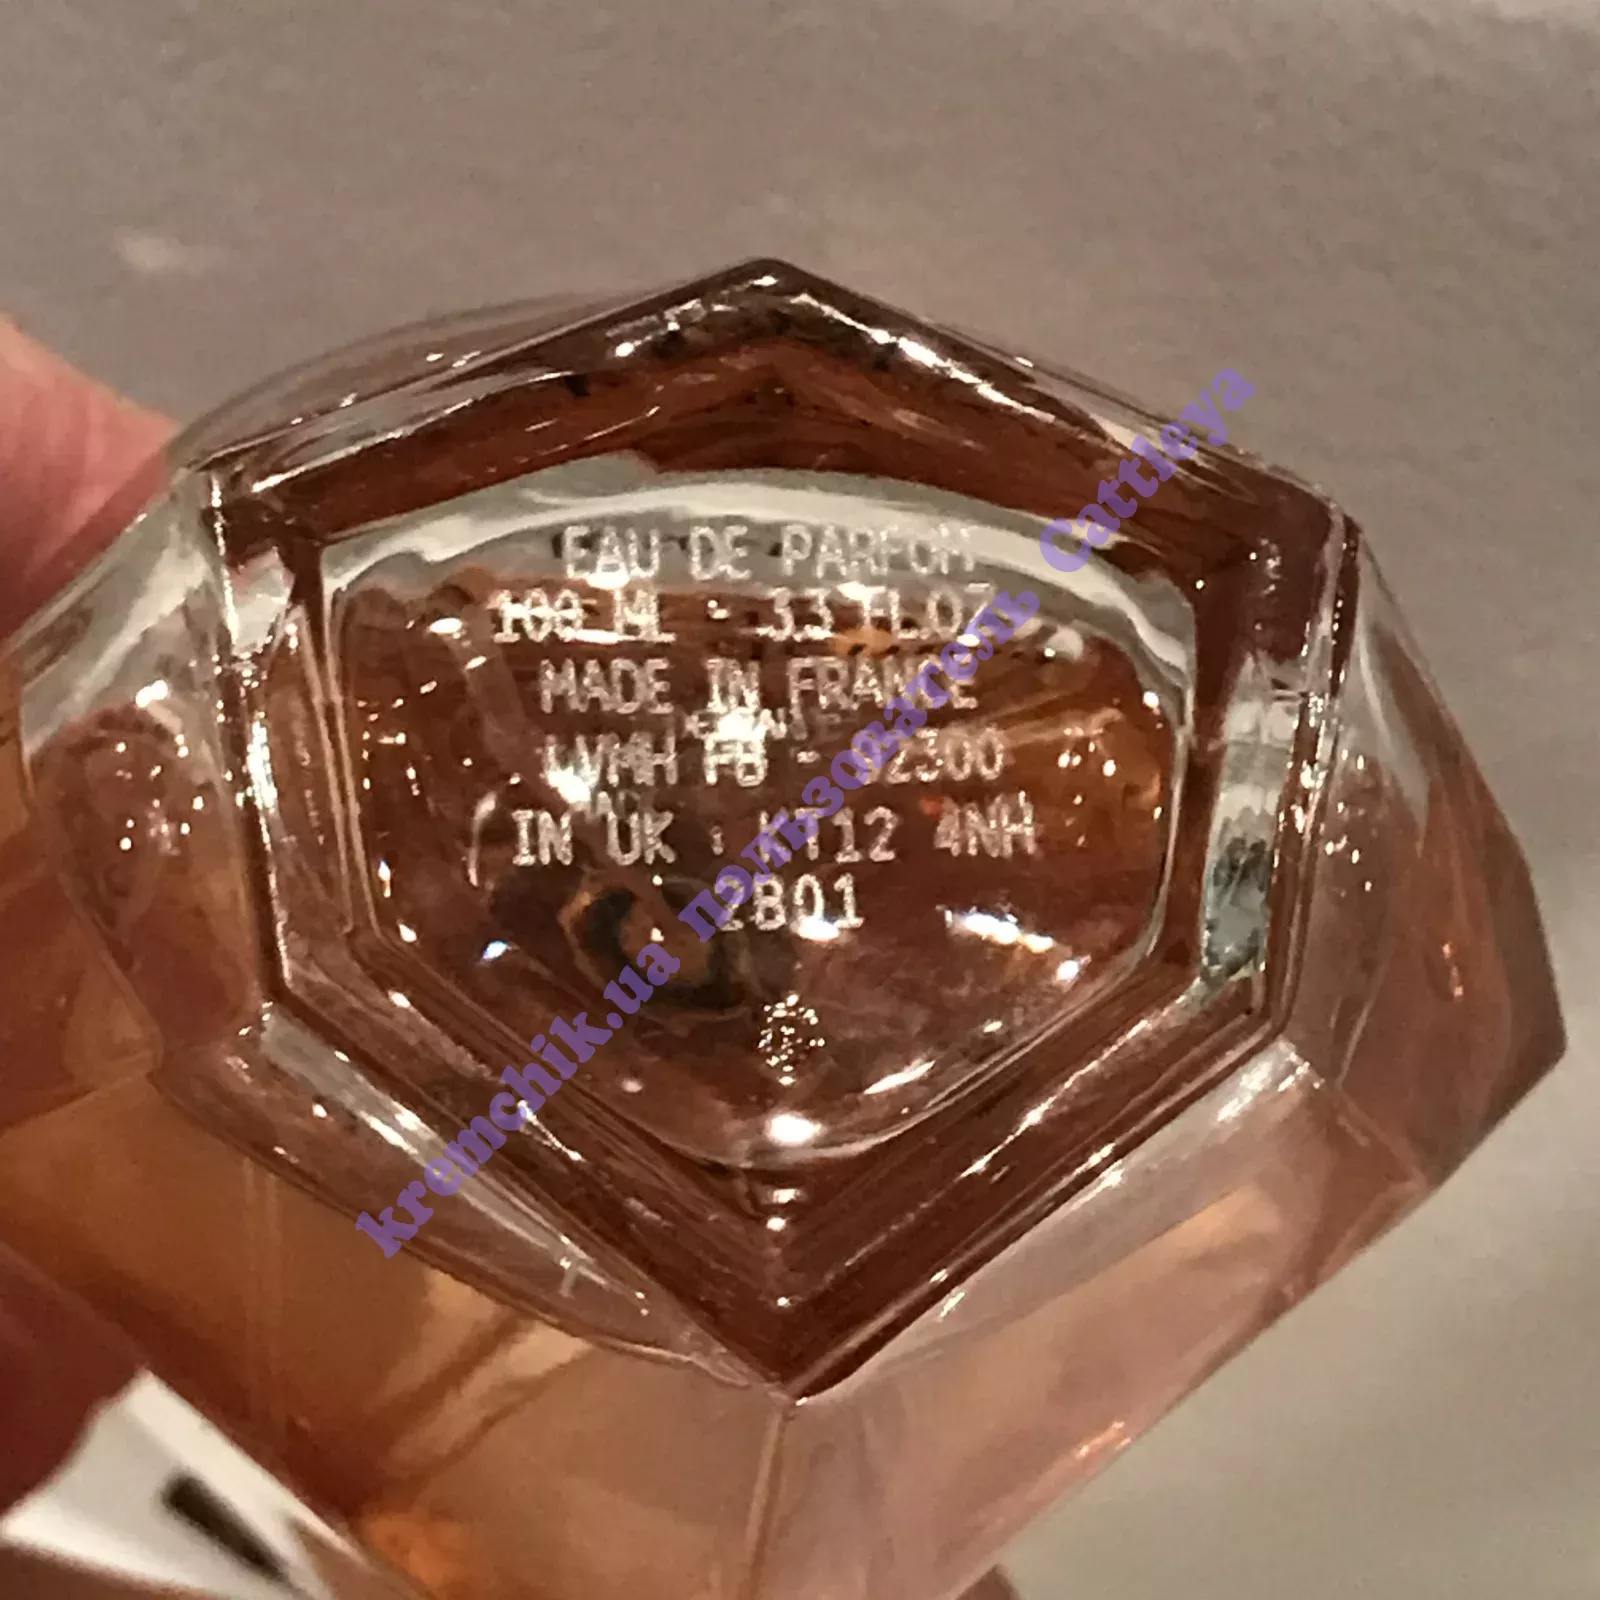 EAU DE PARFUM
100 ML - 3.3 FL.OZ
MADE IN FRANCE
LVMH FB - 92300
IN UK : KT12 4NH
2B01
kremchik.ua пользователь Cattleya